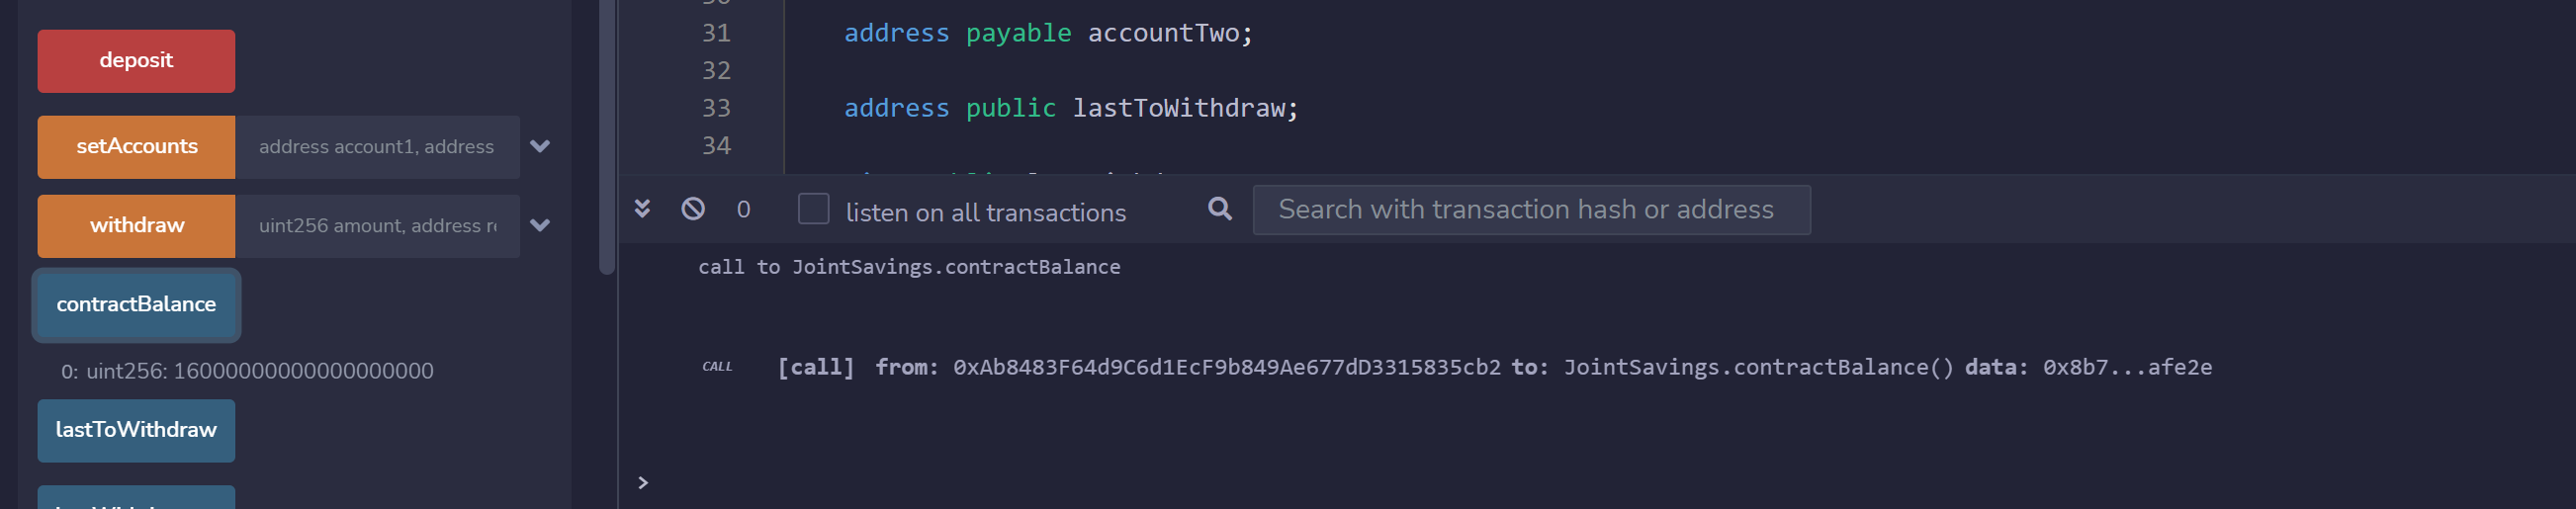 deposit
setAccounts address account1, address
withdraw uint256 amount, address re
contractBalance
0: uint256: 16000000000000000000
lastToWithdraw
31 address payable accountTwo;
32
33 address public lastToWithdraw;
34
0 listen on all transactions Search with transaction hash or address
call to JointSavings.contractBalance
CALL [call] from: 0xAb8483F64d9C6d1EcF9b849Ae677dD3315835cb2 to: JointSavings.contractBalance() data: 0x8b7...afe2e
>